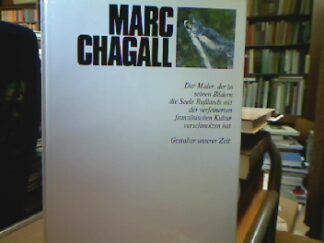 MARC
CHAGALL
Der Maler, der in
seinen Bildern
die Seele Rußlands mit
der verfeinerten
französischen Kultur
verschmolzen hat
Gestalter unserer Zeit